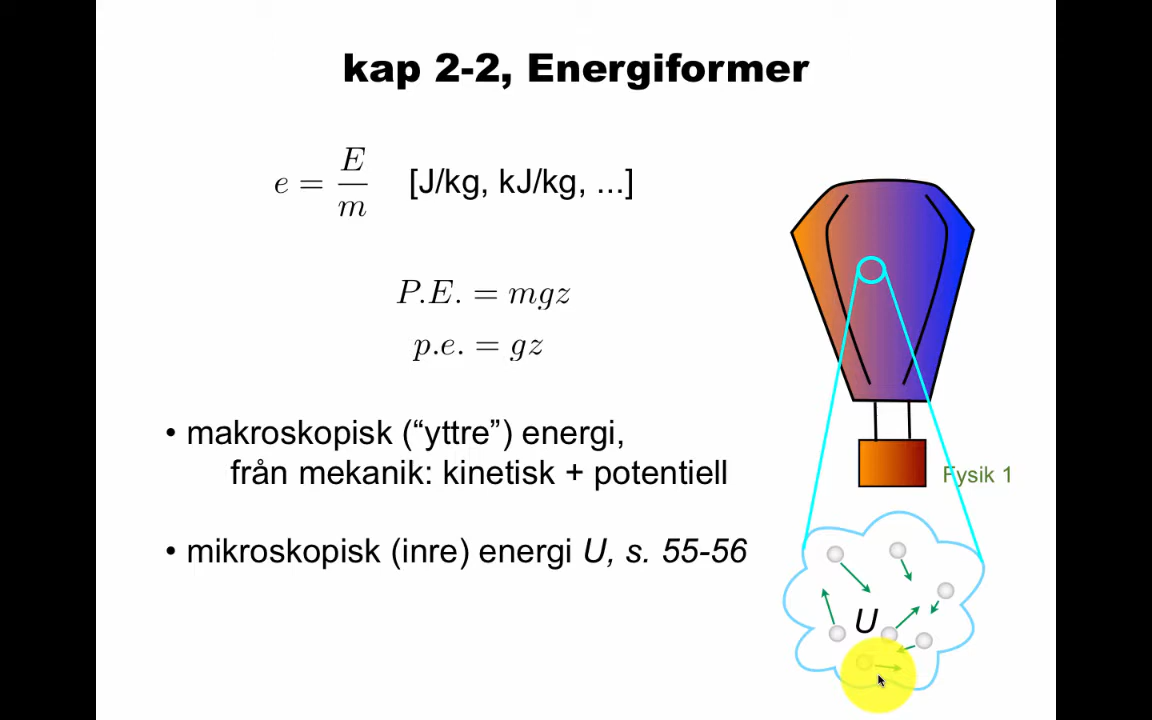 kap 2-2, Energiformer
e = E/m [J/kg, kJ/kg, ...]
P.E. = mgz
p.e. = gz
• makroskopisk (“yttre”) energi,
från mekanik: kinetisk + potentiell
Fysik 1
• mikroskopisk (inre) energi U, s. 55-56
U